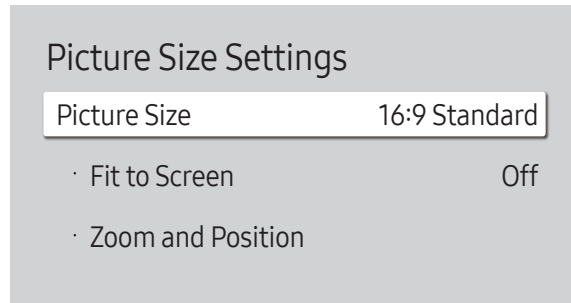 Picture Size Settings
Picture Size 16:9 Standard
· Fit to Screen Off
· Zoom and Position